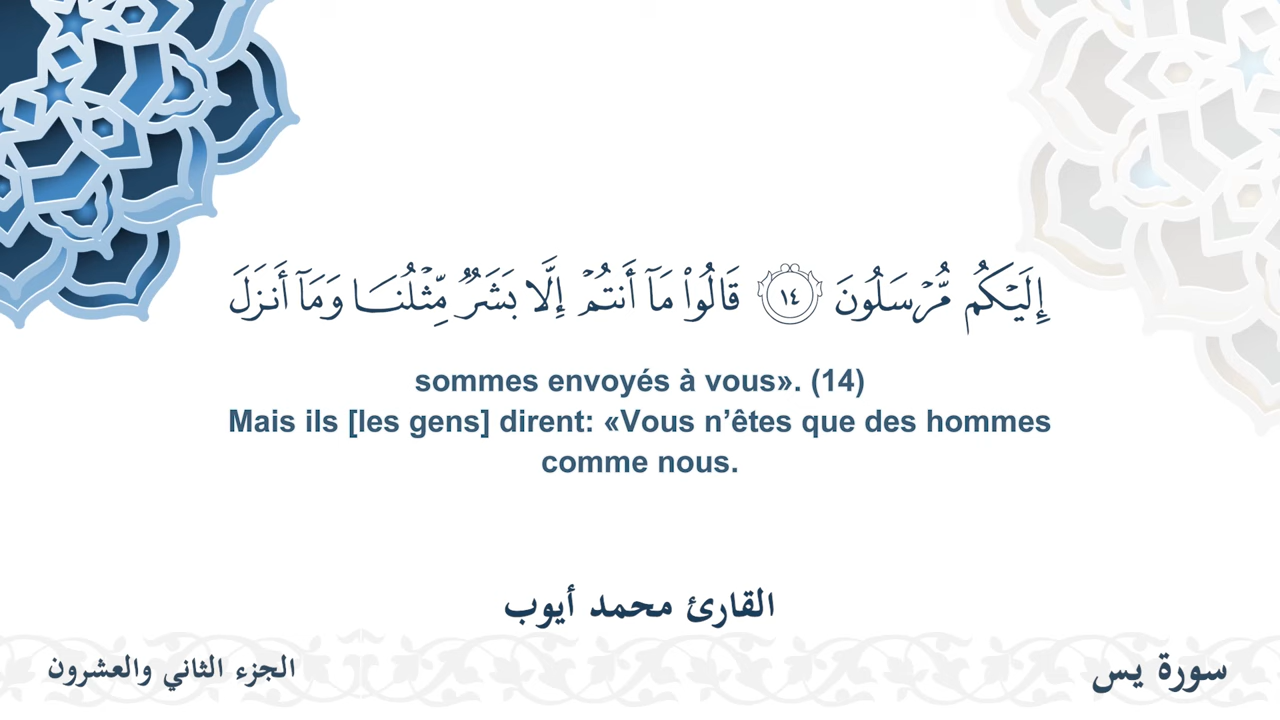 إِلَيْكُم مُّرْسَلُونَ ١٤ قَالُوا۟ مَآ أَنتُمْ إِلَّا بَشَرٌ مِّثْلُنَا وَمَآ أَنزَلَ
sommes envoyés à vous». (14)
Mais ils [les gens] dirent: «Vous n’êtes que des hommes
comme nous.
القارئ محمد أيوب
سورة يس
الجزء الثاني والعشرون